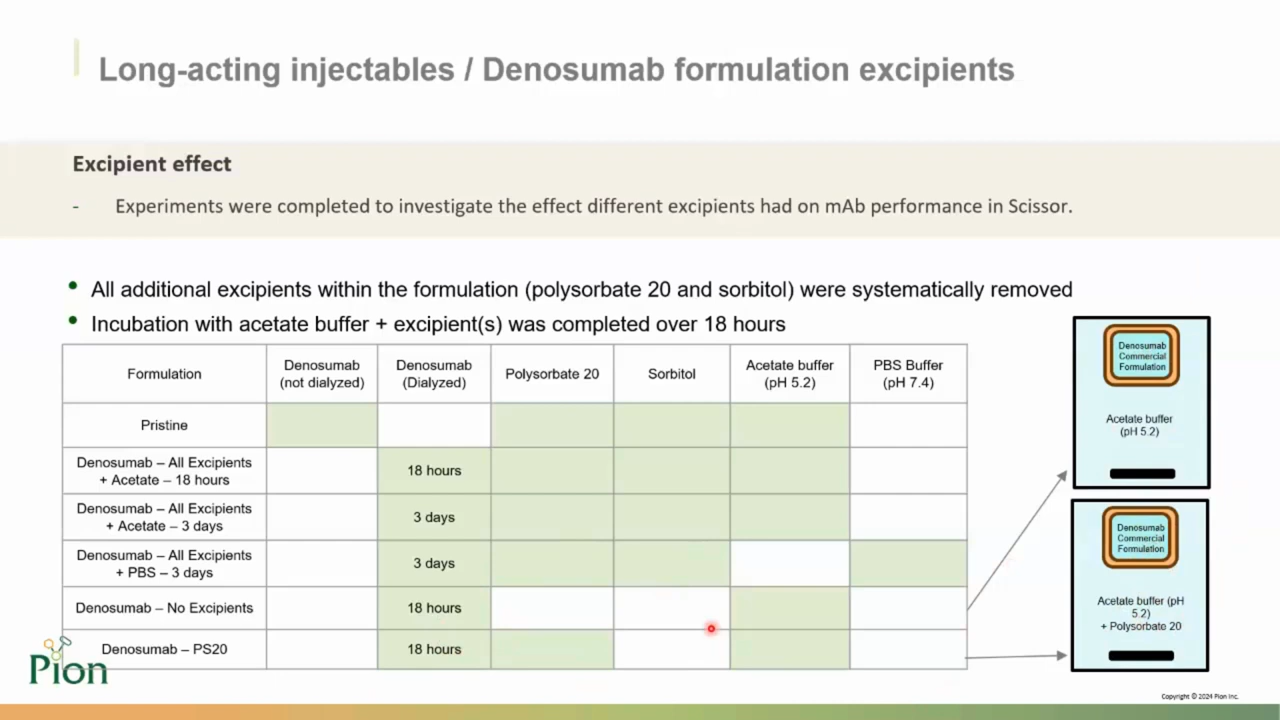 Long-acting injectables / Denosumab formulation excipients
Excipient effect
- Experiments were completed to investigate the effect different excipients had on mAb performance in Scissor.
• All additional excipients within the formulation (polysorbate 20 and sorbitol) were systematically removed
• Incubation with acetate buffer + excipient(s) was completed over 18 hours
Formulation
Denosumab
(not dialyzed)
Denosumab
(Dialyzed)
Polysorbate 20
Sorbitol
Acetate buffer
(pH 5.2)
PBS Buffer
(pH 7.4)
Pristine
Denosumab – All Excipients
+ Acetate – 18 hours
18 hours
Denosumab – All Excipients
+ Acetate – 3 days
3 days
Denosumab – All Excipients
+ PBS – 3 days
3 days
Denosumab – No Excipients
18 hours
Denosumab – PS20
18 hours
Denosumab
Commercial
Formulation
Acetate buffer
(pH 5.2)
Denosumab
Commercial
Formulation
Acetate buffer (pH
5.2)
+ Polysorbate 20
Pion
Copyright © 2024 Pion Inc.